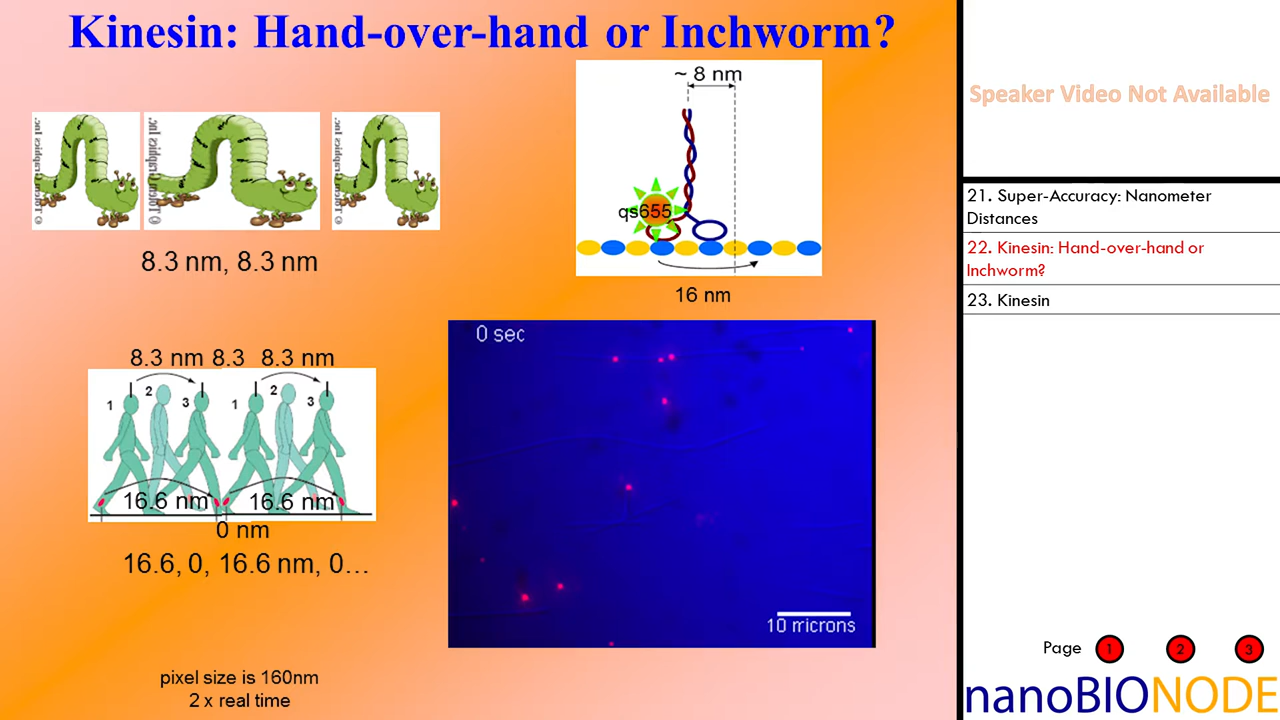 Kinesin: Hand-over-hand or Inchworm?
8.3 nm, 8.3 nm
~ 8 nm
qs655
16 nm
8.3 nm 8.3 8.3 nm
1 2 3 1 2 3
16.6 nm 16.6 nm
0 nm
16.6, 0, 16.6 nm, 0...
pixel size is 160nm
2 x real time
0 sec
10 microns
Speaker Video Not Available
21. Super-Accuracy: Nanometer
Distances
22. Kinesin: Hand-over-hand or
Inchworm?
23. Kinesin
Page 1 2 3
nanoBIONODE